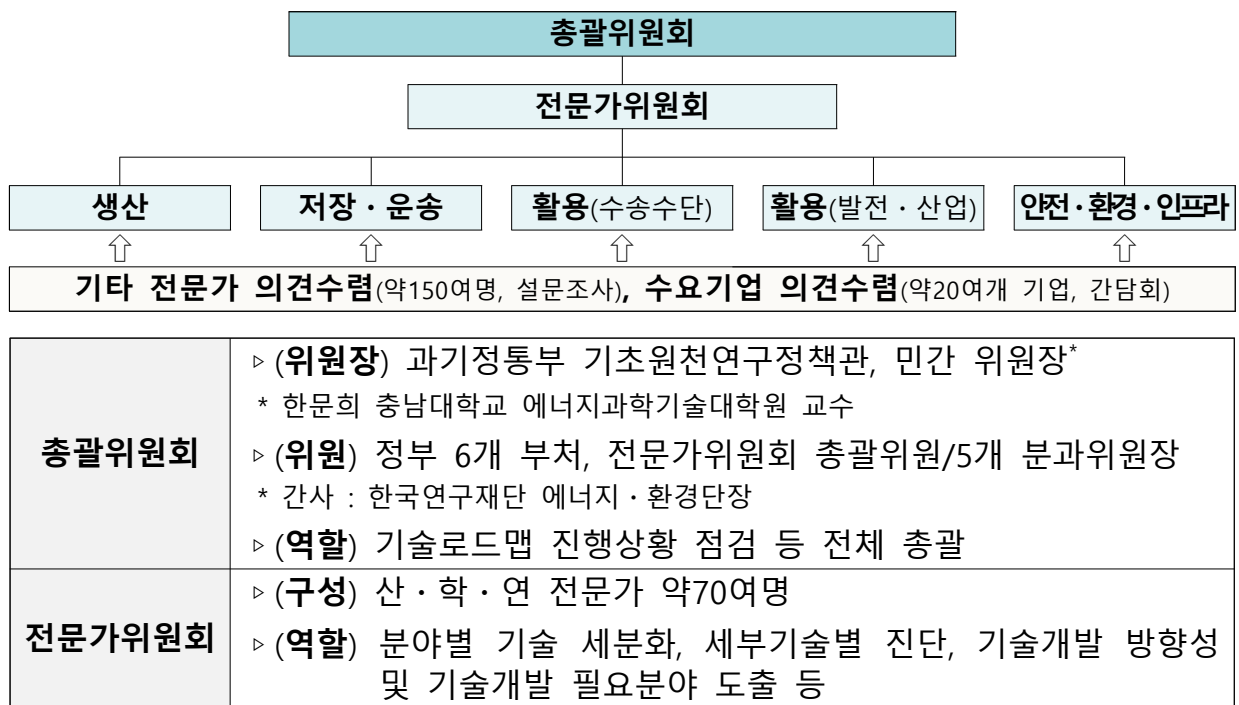 총괄위원회
전문가위원회
생산
저장・운송
활용(수송수단)
활용(발전・산업)
안전・환경・인프라
기타 전문가 의견수렴(약150여명, 설문조사), 수요기업 의견수렴(약20여개 기업, 간담회)
총괄위원회
▷(위원장) 과기정통부 기초원천연구정책관, 민간 위원장*
* 한문희 충남대학교 에너지과학기술대학원 교수
▷(위원) 정부 6개 부처, 전문가위원회 총괄위원/5개 분과위원장
* 간사 : 한국연구재단 에너지・환경단장
▷(역할) 기술로드맵 진행상황 점검 등 전체 총괄
전문가위원회
▷(구성) 산・학・연 전문가 약70여명
▷(역할) 분야별 기술 세분화, 세부기술별 진단, 기술개발 방향성
및 기술개발 필요분야 도출 등